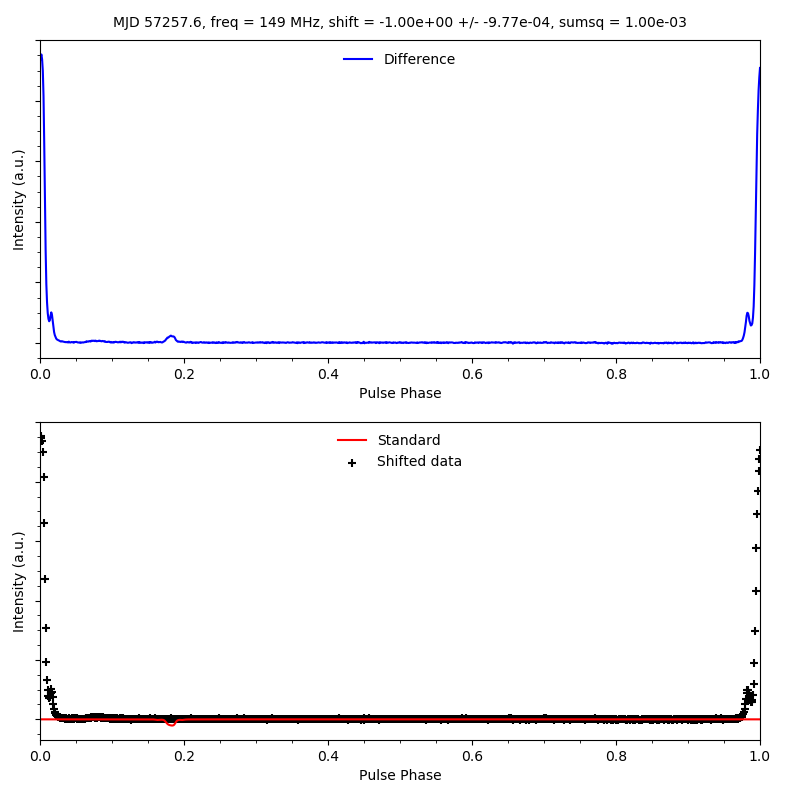 MJD 57257.6, freq = 149 MHz, shift = -1.00e+00 +/- -9.77e-04, sumsq = 1.00e-03
Difference
Intensity (a.u.)
0.0 0.2 0.4 0.6 0.8 1.0
Pulse Phase
Standard
Shifted data
Intensity (a.u.)
0.0 0.2 0.4 0.6 0.8 1.0
Pulse Phase